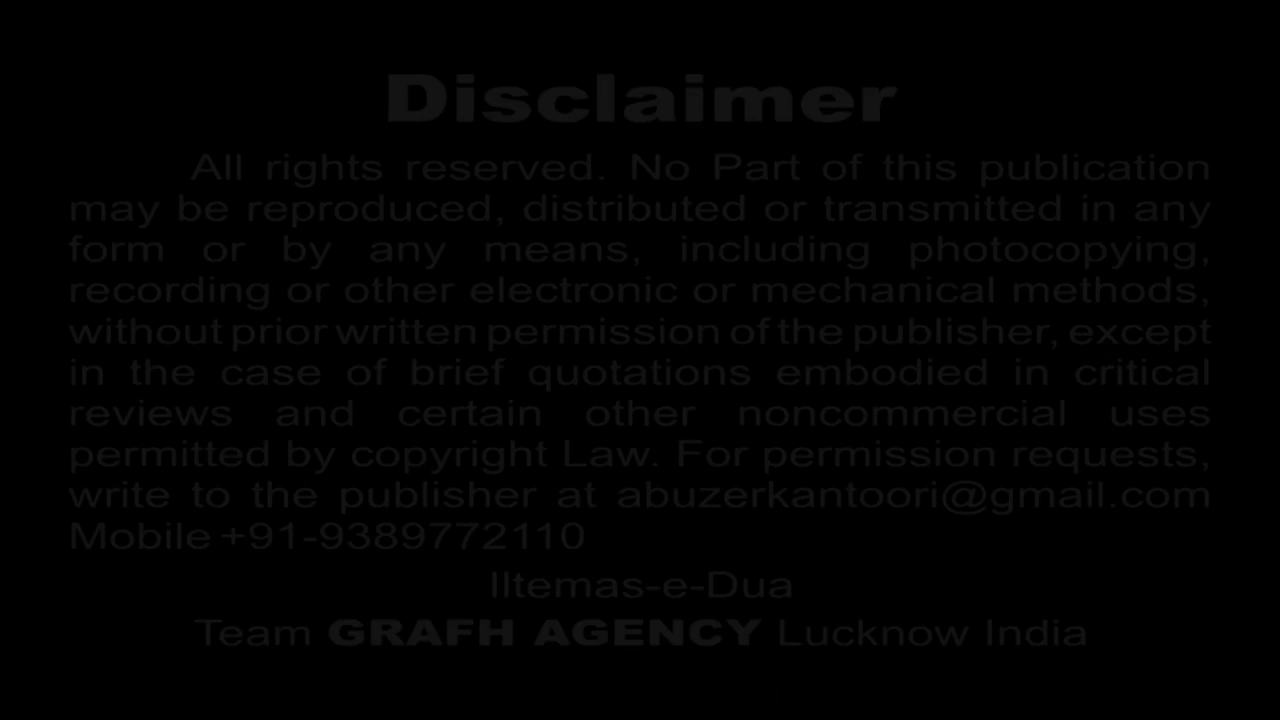 Disclaimer
All rights reserved. No Part of this publication
may be reproduced, distributed or transmitted in any
form or by any means, including photocopying,
recording or other electronic or mechanical methods,
without prior written permission of the publisher, except
in the case of brief quotations embodied in critical
reviews and certain other noncommercial uses
permitted by copyright Law. For permission requests,
write to the publisher at abuzerkantoori@gmail.com
Mobile +91-9389772110
Iltemas-e-Dua
Team GRAFH AGENCY Lucknow India